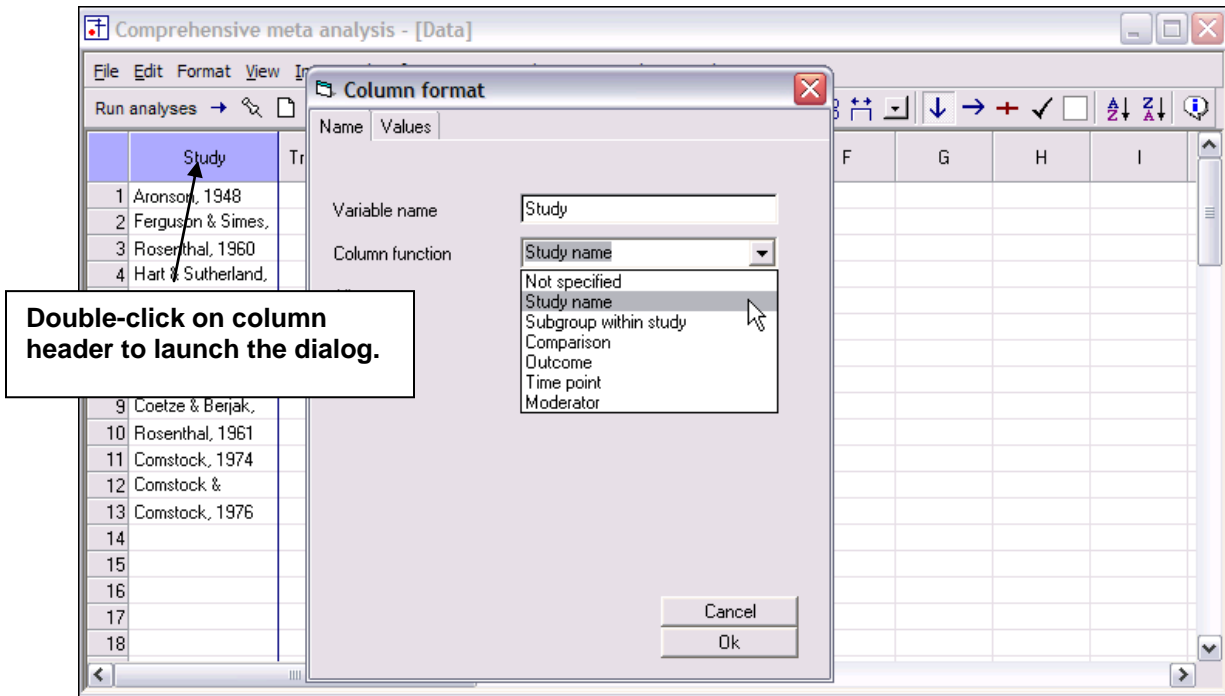 Comprehensive meta analysis - [Data]
File Edit Format View
Column format
Run analyses
Name Values
Study
F G H I
Variable name Study
Column function Study name
Not specified
Study name
Subgroup within study
Comparison
Outcome
Time point
Moderator
1 Aronson, 1948
2 Ferguson & Simes,
3 Rosenthal, 1960
4 Hart & Sutherland,
Double-click on column
header to launch the dialog.
9 Coetze & Berjak,
10 Rosenthal, 1961
11 Comstock, 1974
12 Comstock &
13 Comstock, 1976
14
15
16
17
18
Cancel
Ok